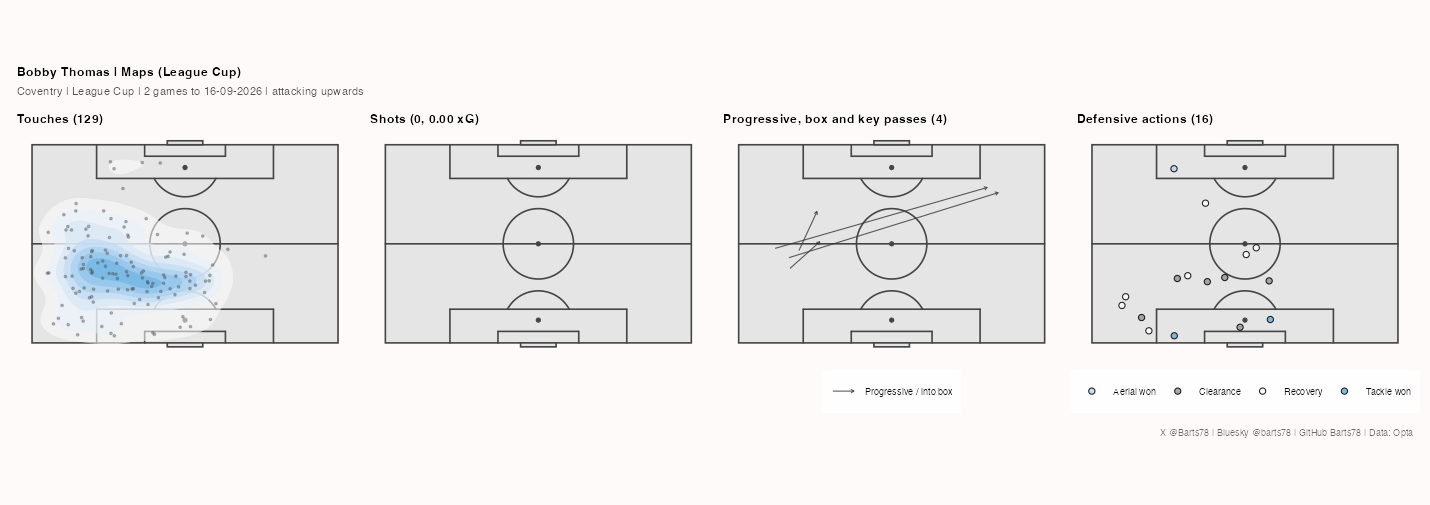 Bobby Thomas | Maps (League Cup)
Coventry | League Cup | 2 games to 16-09-2026 | attacking upwards
Touches (129)
Shots (0, 0.00 xG)
Progressive, box and key passes (4)
Defensive actions (16)
Progressive / into box
Aerial won
Clearance
Recovery
Tackle won
X @Barts78 | Bluesky @barts78 | GitHub Barts78 | Data: Opta